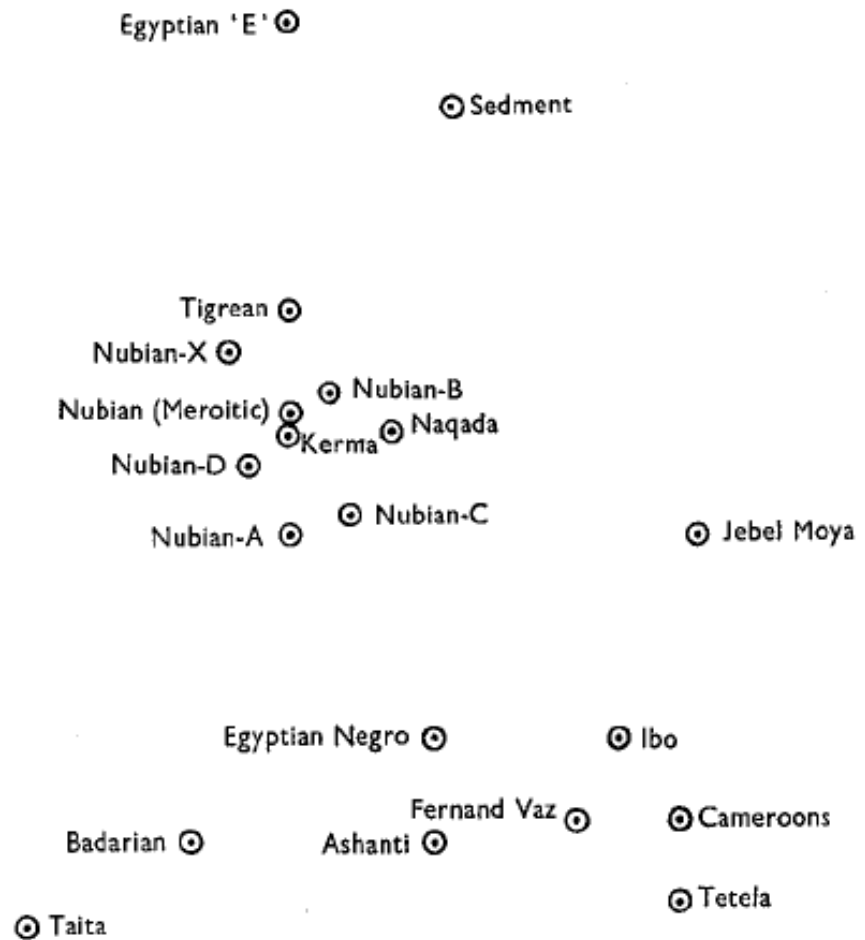 Egyptian 'E'
Sedment
Tigrean
Nubian-X
Nubian-B
Nubian (Meroitic)
Naqada
Kerma
Nubian-D
Nubian-C
Nubian-A
Jebel Moya
Egyptian Negro
Ibo
Fernand Vaz
Cameroons
Badarian
Ashanti
Tetela
Taita